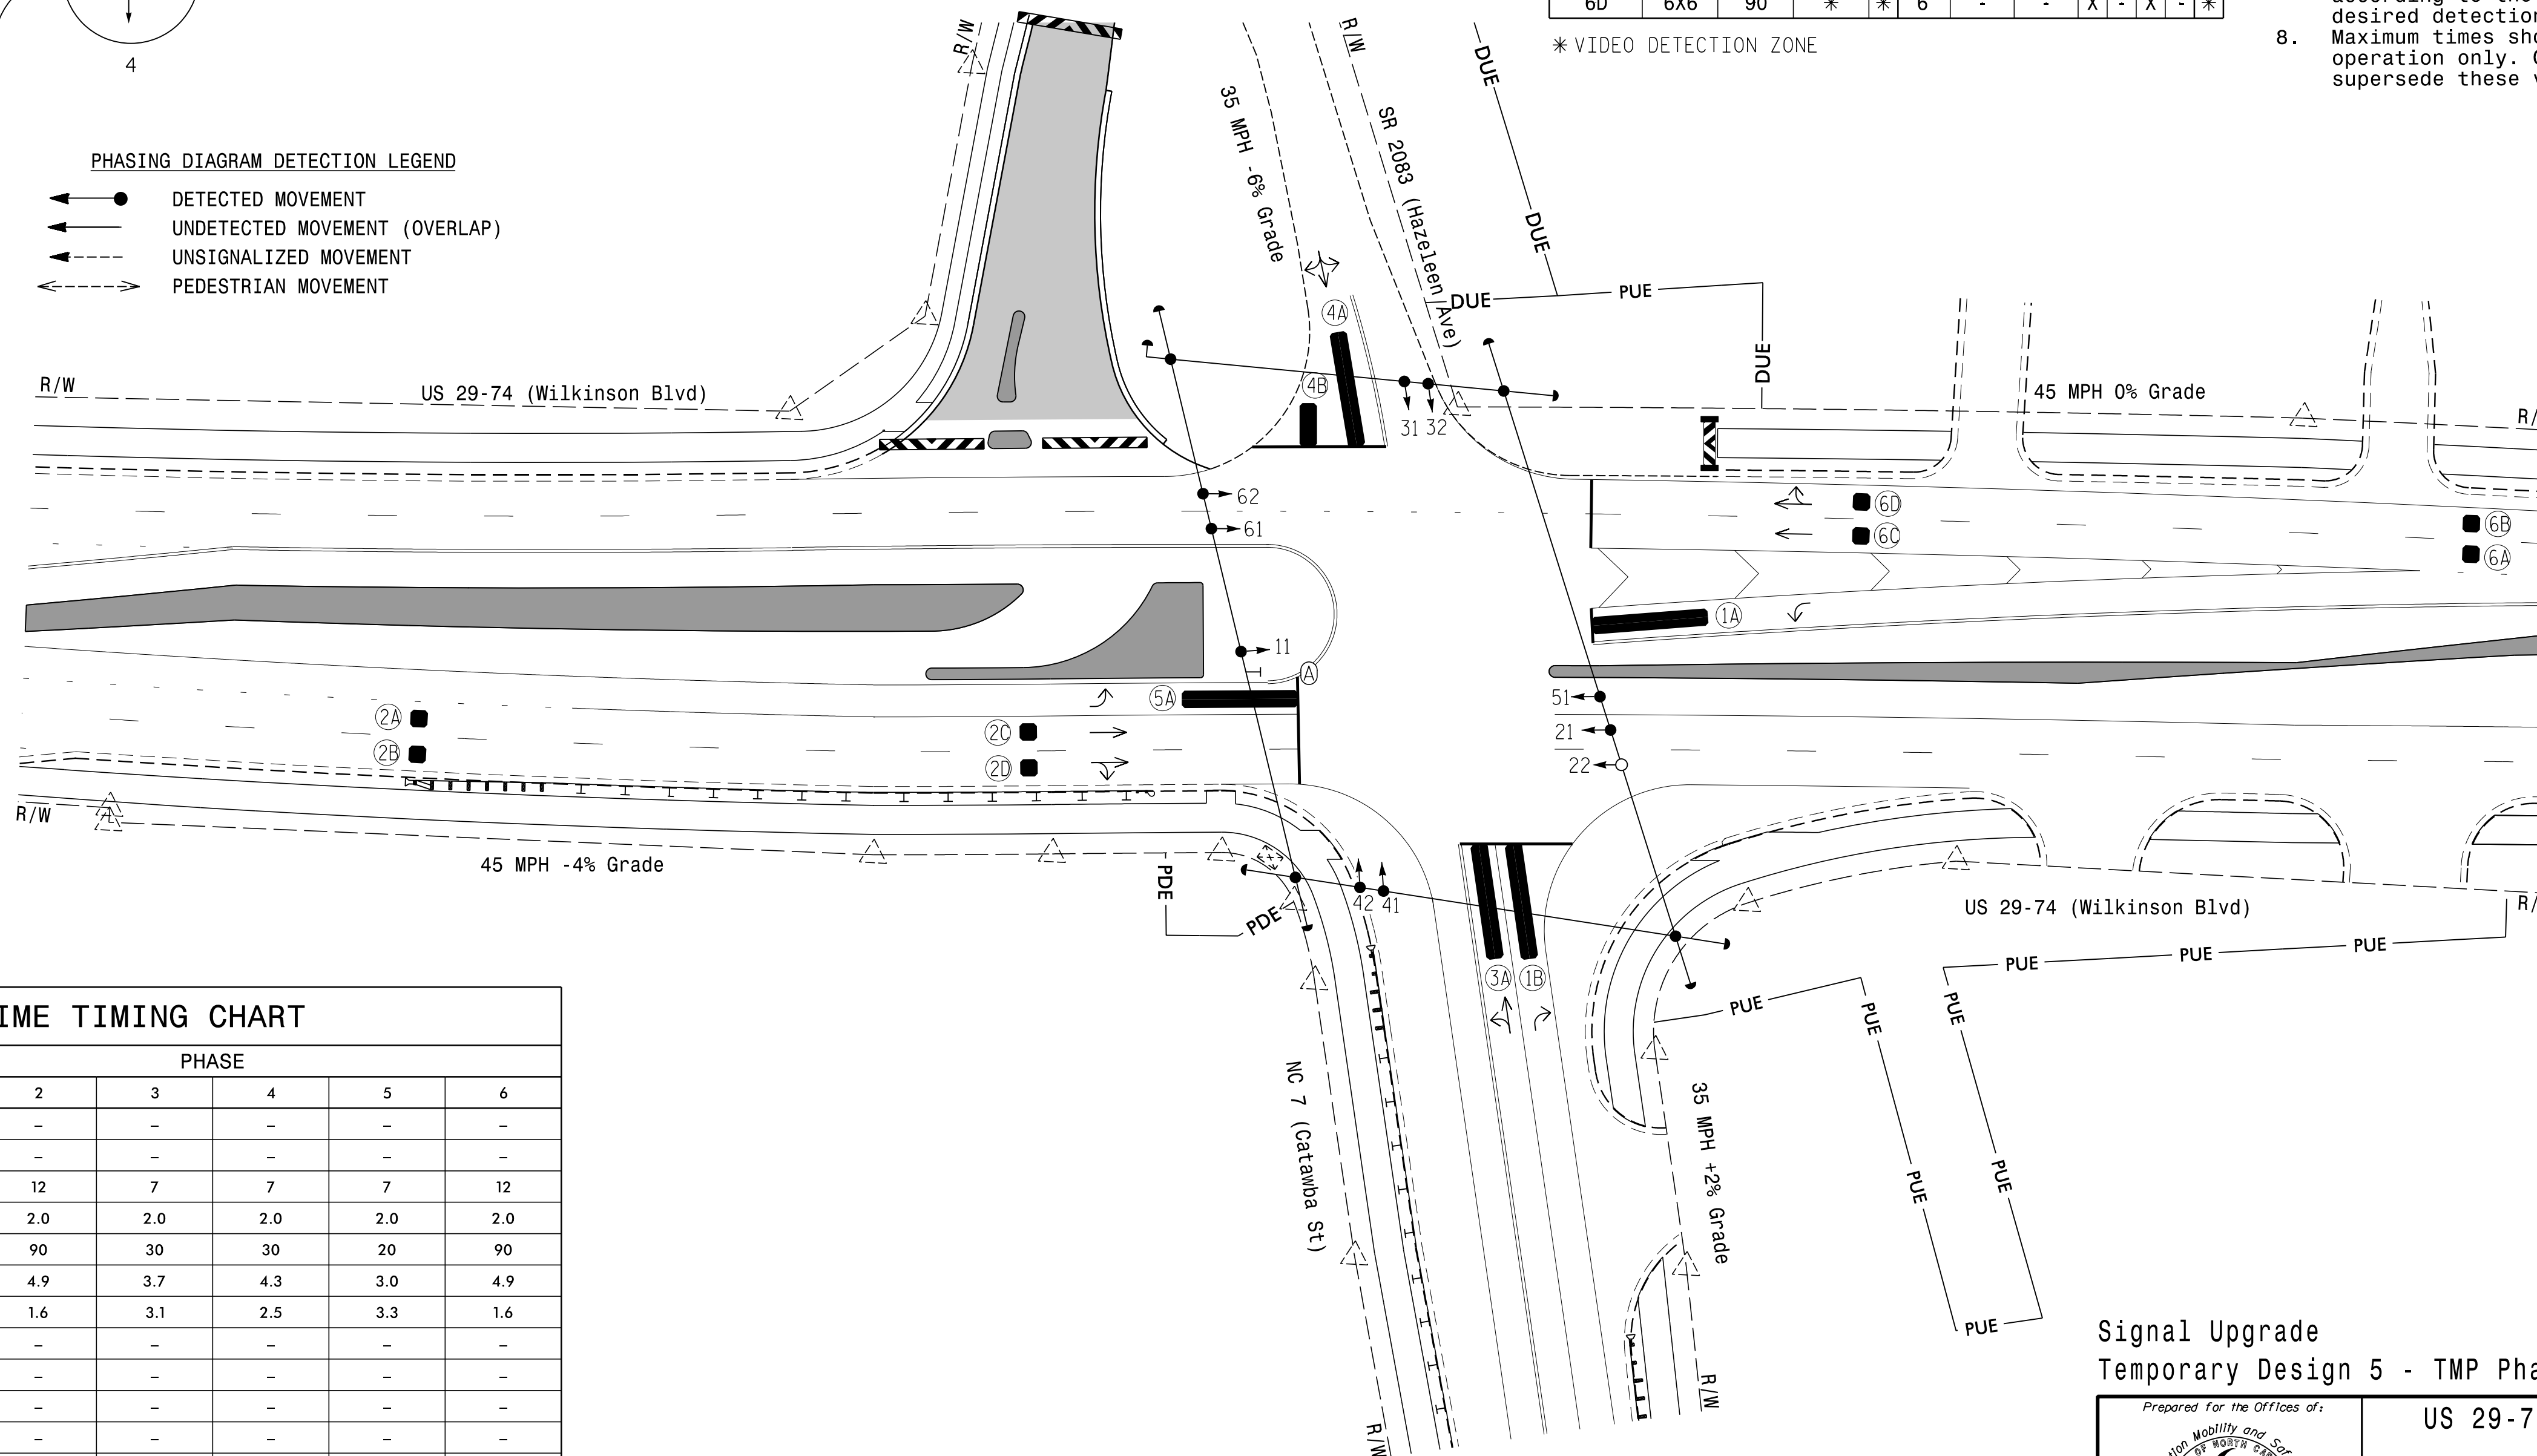 4
6D 6X6 90 * * 6 - - X - X - *
* VIDEO DETECTION ZONE
desired detection
8. Maximum times sho
operation only.
supersede these v
PHASING DIAGRAM DETECTION LEGEND
DETECTED MOVEMENT
UNDETECTED MOVEMENT (OVERLAP)
UNSIGNALIZED MOVEMENT
PEDESTRIAN MOVEMENT
R/W
R/W
35 MPH -6% Grade
SR 2083 (Hazeleen Ave)
DUE
DUE
DUE
PUE
DUE
4A
4B
31 32
R/W
US 29-74 (Wilkinson Blvd)
45 MPH 0% Grade
R/
62
61
6D
6C
6B
6A
11
1A
A
5A
51
2A
2B
2C
2D
21
22
R/W
45 MPH -4% Grade
PDE
PDE
42 41
3A 1B
US 29-74 (Wilkinson Blvd)
R/
PUE
PUE
PUE
PUE
PUE
PUE
PUE
PUE
PUE
NC 7 (Catawba St)
35 MPH +2% Grade
R/W
R/W
IME TIMING CHART
PHASE
2 3 4 5 6
- - - - -
- - - - -
12 7 7 7 12
2.0 2.0 2.0 2.0 2.0
90 30 30 20 90
4.9 3.7 4.3 3.0 4.9
1.6 3.1 2.5 3.3 1.6
- - - - -
- - - - -
- - - - -
- - - - -
Signal Upgrade
Temporary Design 5 - TMP Pha
Prepared for the Offices of:
US 29-7
tion Mobility and Saf
OF NORTH CAR